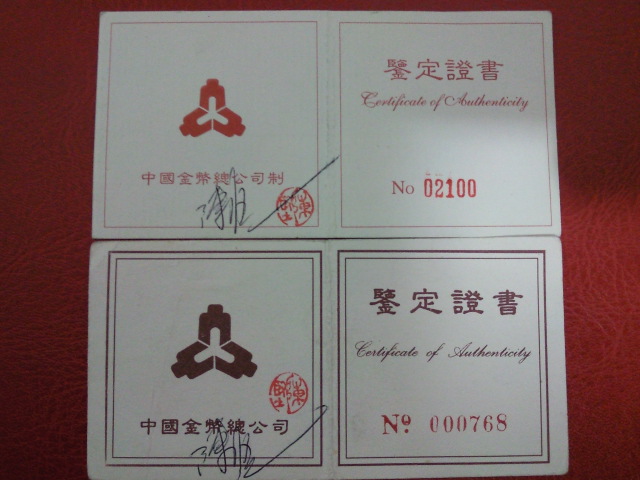 中國金幣總公司制
鑒定證書
Certificate of Authenticity
No 02100
中國金幣總公司
鑒定證書
Certificate of Authenticity
Nº 000768